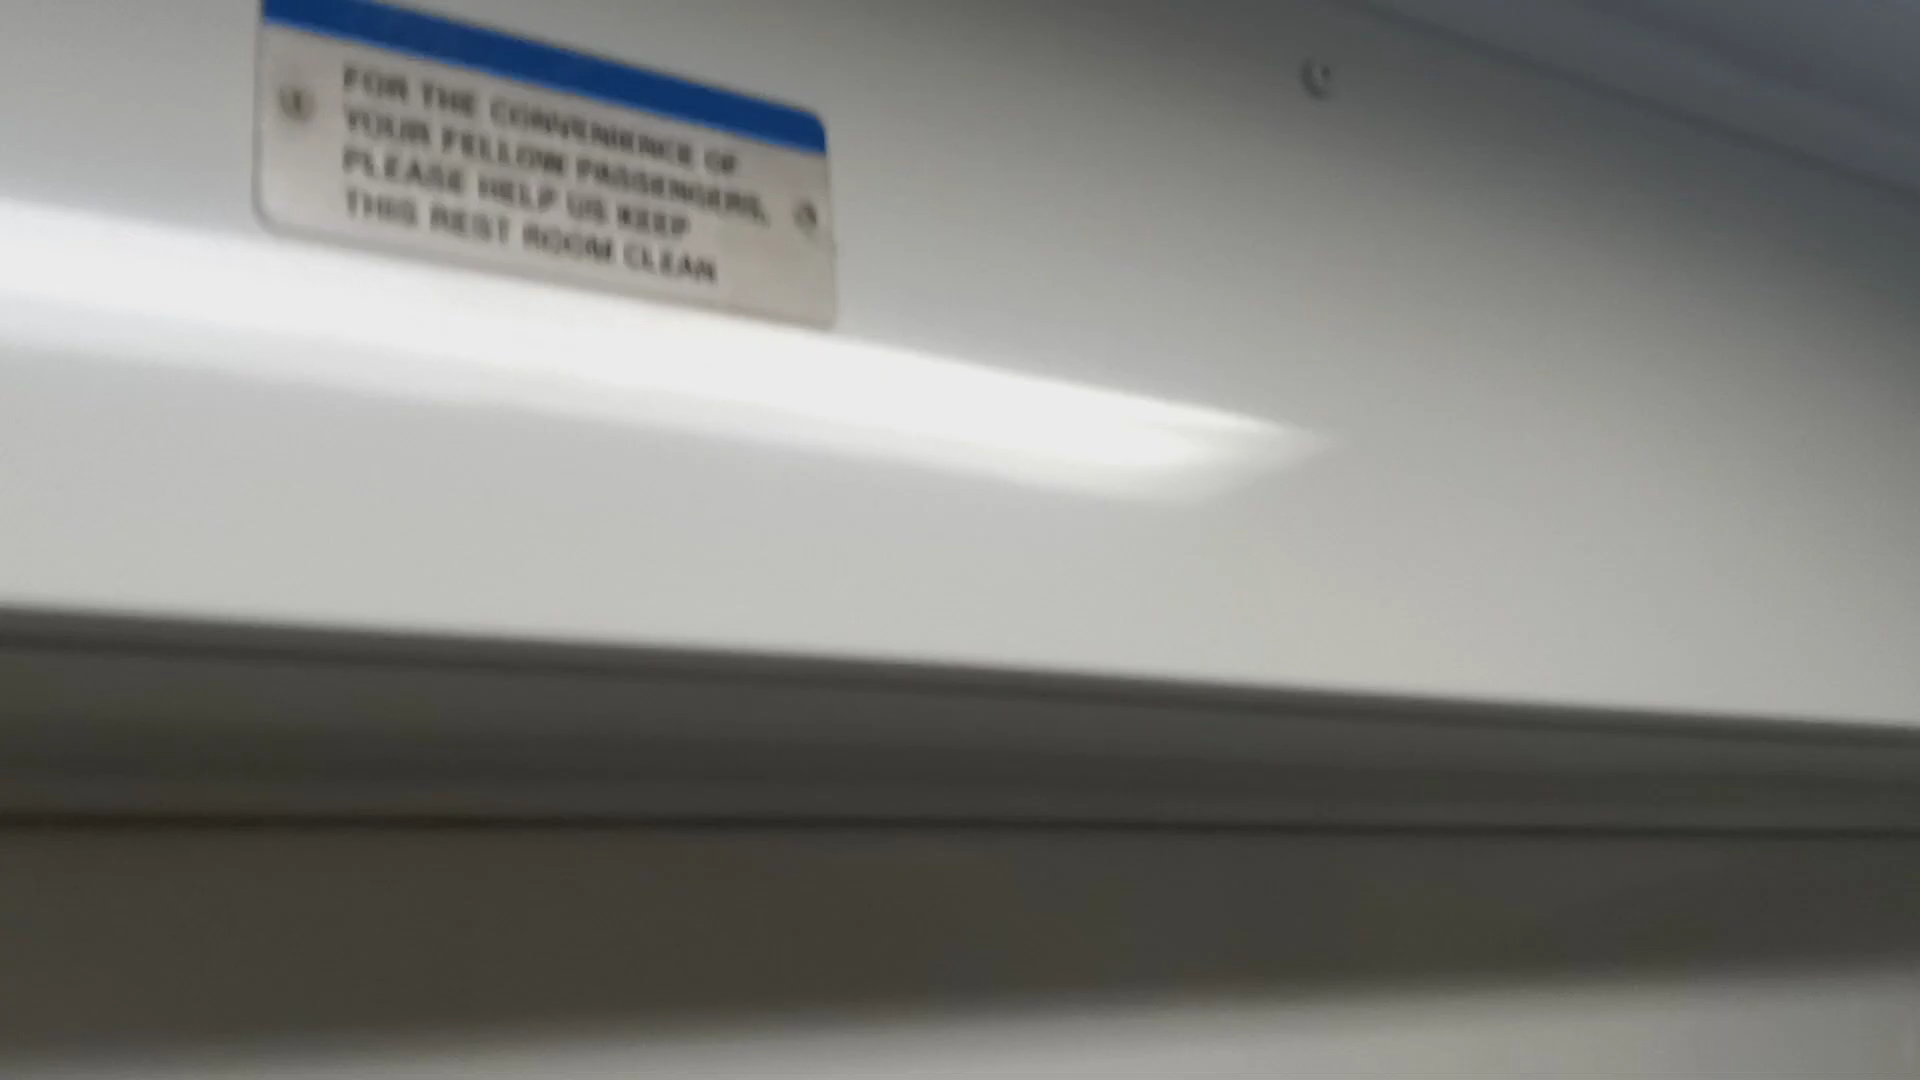 FOR THE CONVENIENCE OF
YOUR FELLOW PASSENGERS,
PLEASE HELP US KEEP
THIS REST ROOM CLEAN